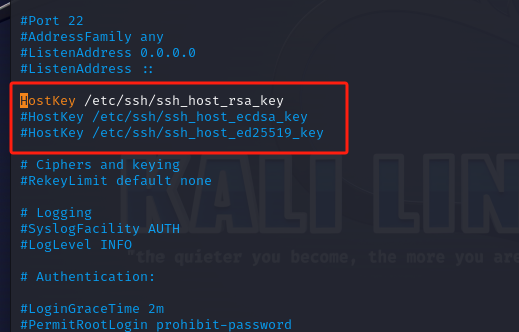 #Port 22
#AddressFamily any
#ListenAddress 0.0.0.0
#ListenAddress ::
HostKey /etc/ssh/ssh_host_rsa_key
#HostKey /etc/ssh/ssh_host_ecdsa_key
#HostKey /etc/ssh/ssh_host_ed25519_key
# Ciphers and keying
#RekeyLimit default none
# Logging
#SyslogFacility AUTH
#LogLevel INFO
KALI LIN
"the quieter you become, the more you are
# Authentication:
#LoginGraceTime 2m
#PermitRootLogin prohibit-password